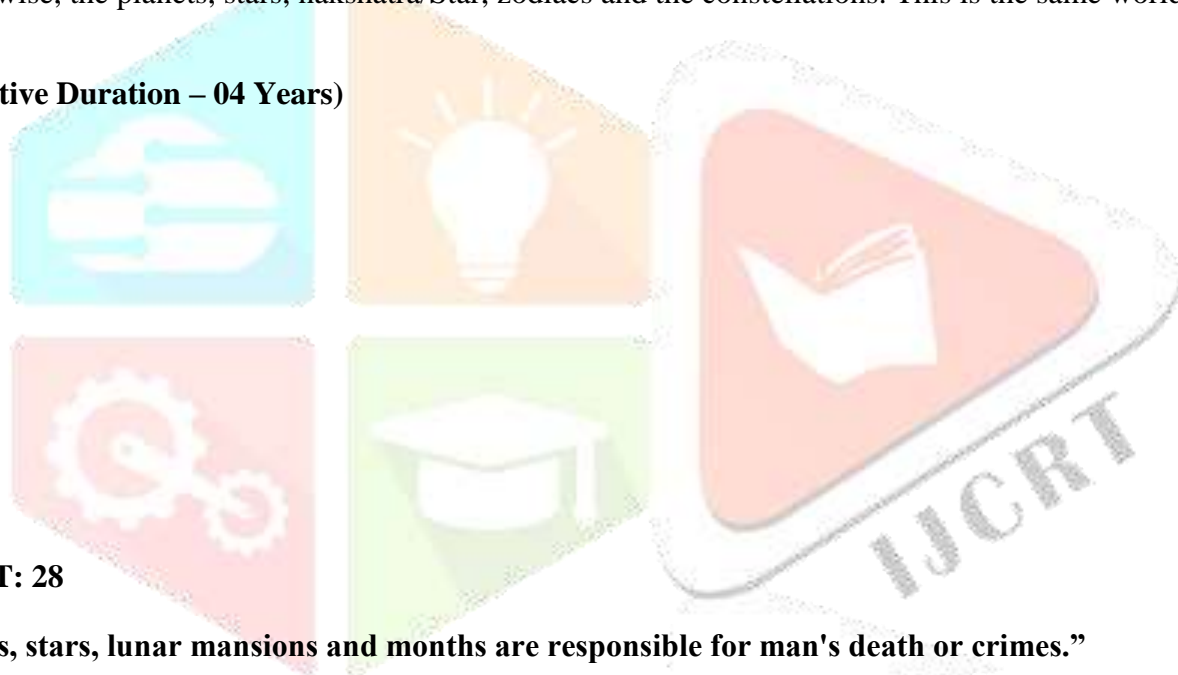 wise, the planets, stars, nakshatra/Star, zodiacs and the constellations. This is the same world
tive Duration – 04 Years)
IJCRT
T: 28
s, stars, lunar mansions and months are responsible for man's death or crimes.”